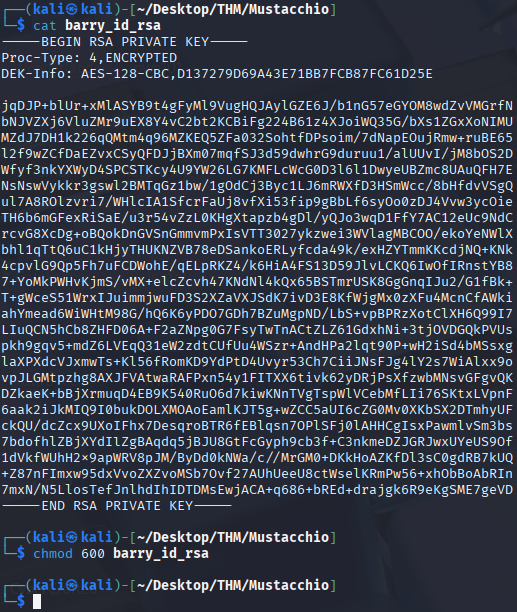 ┌──(kali㉿kali)-[~/Desktop/THM/Mustacchio]
└─$ cat barry_id_rsa
-----BEGIN RSA PRIVATE KEY-----
Proc-Type: 4,ENCRYPTED
DEK-Info: AES-128-CBC,D137279D69A43E71BB7FCB87FC61D25E

jqDJP+blUr+xMlASYB9t4gFyMl9VugHQJAylGZE6J/b1nG57eGYOM8wdZvVMGrfN
bNJVZXj6VluZMr9uEX8Y4vC2bt2KCBiFg224B61z4XJoiWQ35G/bXs1ZGxXoNIMU
MZdJ7DH1k226qQMtm4q96MZKEQ5ZFa032SohtfDPsoim/7dNapEOujRmw+ruBE65
l2f9wZCfDaEZvxCSyQFDJjBXm07mqfSJ3d59dwhrG9duruu1/alUUvI/jM8bOS2D
Wfyf3nkYXWyD4SPCSTKcy4U9YW26LG7KMFLcWcG0D3l6l1DwyeUBZmc8UAuQFH7E
NsNswVykkr3gswl2BMTqGz1bw/1gOdCj3Byc1LJ6mRWXfD3HSmWcc/8bHfdvVSgQ
ul7A8ROlzvri7/WHlcIA1SfcrFaUj8vfXi53fip9gBbLf6syOo0zDJ4Vvw3ycOie
TH6b6mGFexRiSaE/u3r54vZzL0KHgXtapzb4gDl/yQJo3wqD1FfY7AC12eUc9NdC
rcvG8XcDg+oBQokDnGVSnGmmvmPxIsVTT3027ykzwei3WVlagMBCOO/ekoYeNWlX
bhl1qTtQ6uC1kHjyTHUKNZVB78eDSankoERLyfcda49k/exHZYTmmKKcdjNQ+KNk
4cpvlG9Qp5Fh7uFCDWohE/qELpRKZ4/k6HiA4FS13D59JlvLCKQ6IwOfIRnstYB8
7+YoMkPWHvKjmS/vMX+elcZcvh47KNdNl4kQx65BSTmrUSK8GgGnqIJu2/G1fBk+
T+gWceS51WrxIJuimmjwuFD3S2XZaVXJSdK7ivD3E8KfWjgMx0zXFu4McnCfAWki
ahYmead6WiWHtM98G/hQ6K6yPDO7GDh7BZuMgpND/LbS+vpBPRzXotClXH6Q99I7
LIuQCN5hCb8ZHFD06A+F2aZNpg0G7FsyTwTnACtZLZ61GdxhNi+3tjOVDGQkPVUs
pkh9gqv5+mdZ6LVEqQ31eW2zdtCUfUu4WSzr+AndHPa2lqt90P+wH2iSd4bMSsxg
laXPXdcVJxmwTs+Kl56fRomKD9YdPtD4Uvyr53Ch7CiiJNsFJg4lY2s7WiAlxx9o
vpJLGMtpzhg8AXJFVAtwaRAFPxn54y1FITXX6tivk62yDRjPsXfzwbMNsvGFgvQK
DZkaeK+bBjXrmuqD4EB9K540RuO6d7kiwKNnTVgTspWlVCebMfLIi76SKtxLVpnF
6aak2iJkMIQ9I0bukDOLXMOAoEamlKJT5g+wZCC5aUI6cZG0Mv0XKbSX2DTmhyUF
ckQU/dcZcx9UXoIFhx7DesqroBTR6fEBlqsn7OPlSFj0lAHHCgIsxPawmlvSm3bs
7bdofhlZBjXYdIlZgBAqdq5jBJU8GtFcGyph9cb3f+C3nkmeDZJGRJwxUYeUS9Of
1dVkfWUhH2×9apWRV8pJM/ByDd0kNWa/c//MrGM0+DKkHoAZKfDl3sC0gdRB7kUQ
+Z87nFImxw95dxVvoZXZvoMSb7Ovf27AUhUeeU8ctWselKRmPw56+xhObBoAbRIn
7mxN/N5LlosTefJnlhdIhIDTDMsEwjACA+q686+bREd+drajgk6R9eKgSME7geVD
-----END RSA PRIVATE KEY-----

┌──(kali㉿kali)-[~/Desktop/THM/Mustacchio]
└─$ chmod 600 barry_id_rsa

┌──(kali㉿kali)-[~/Desktop/THM/Mustacchio]
└─$